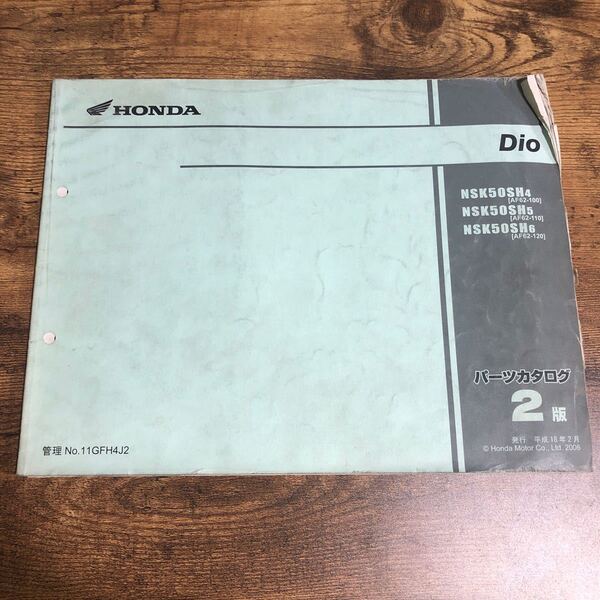 HONDA
Dio
NSK50SH4
[AF62-100]
NSK50SH5
[AF62-110]
NSK50SH6
[AF62-120]
パーツカタログ
2版
発行 平成18年2月
© Honda Motor Co., Ltd. 2006
管理 No.11GFH4J2